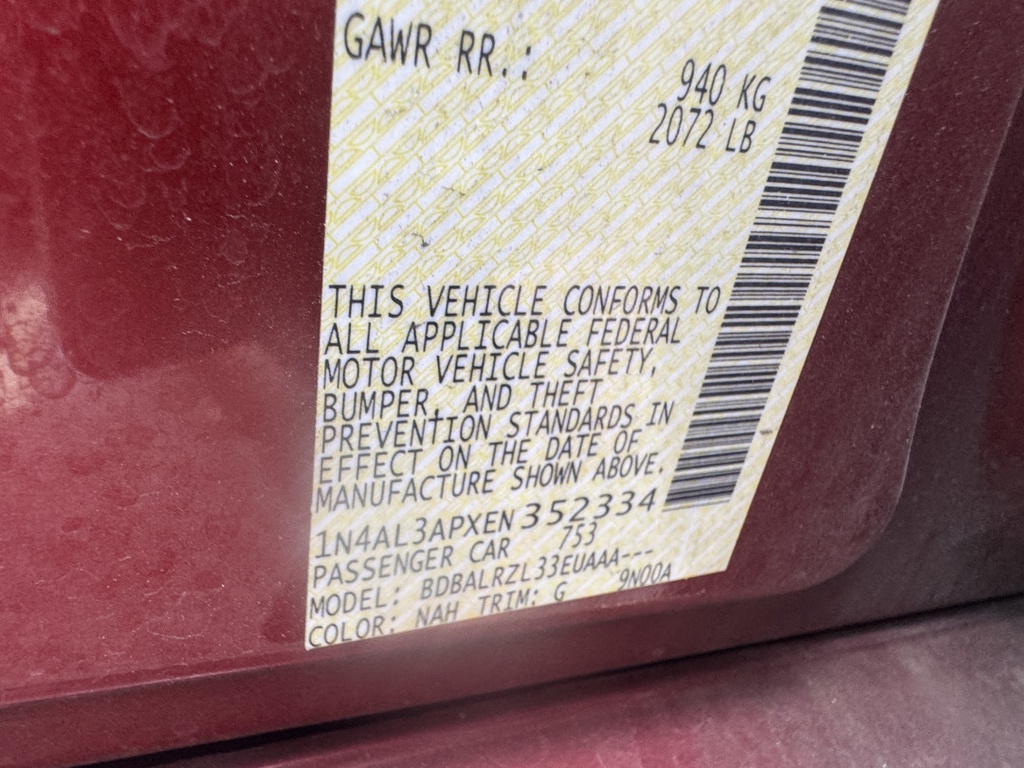 GAWR RR.:
940 KG
2072 LB
THIS VEHICLE CONFORMS TO
ALL APPLICABLE FEDERAL
MOTOR VEHICLE SAFETY,
BUMPER, AND THEFT
PREVENTION STANDARDS IN
EFFECT ON THE DATE OF
MANUFACTURE SHOWN ABOVE.
1N4AL3APXEN352334
PASSENGER CAR 753
MODEL: BDBALRZL33EUAAA---
COLOR: NAH TRIM: G 9N00A